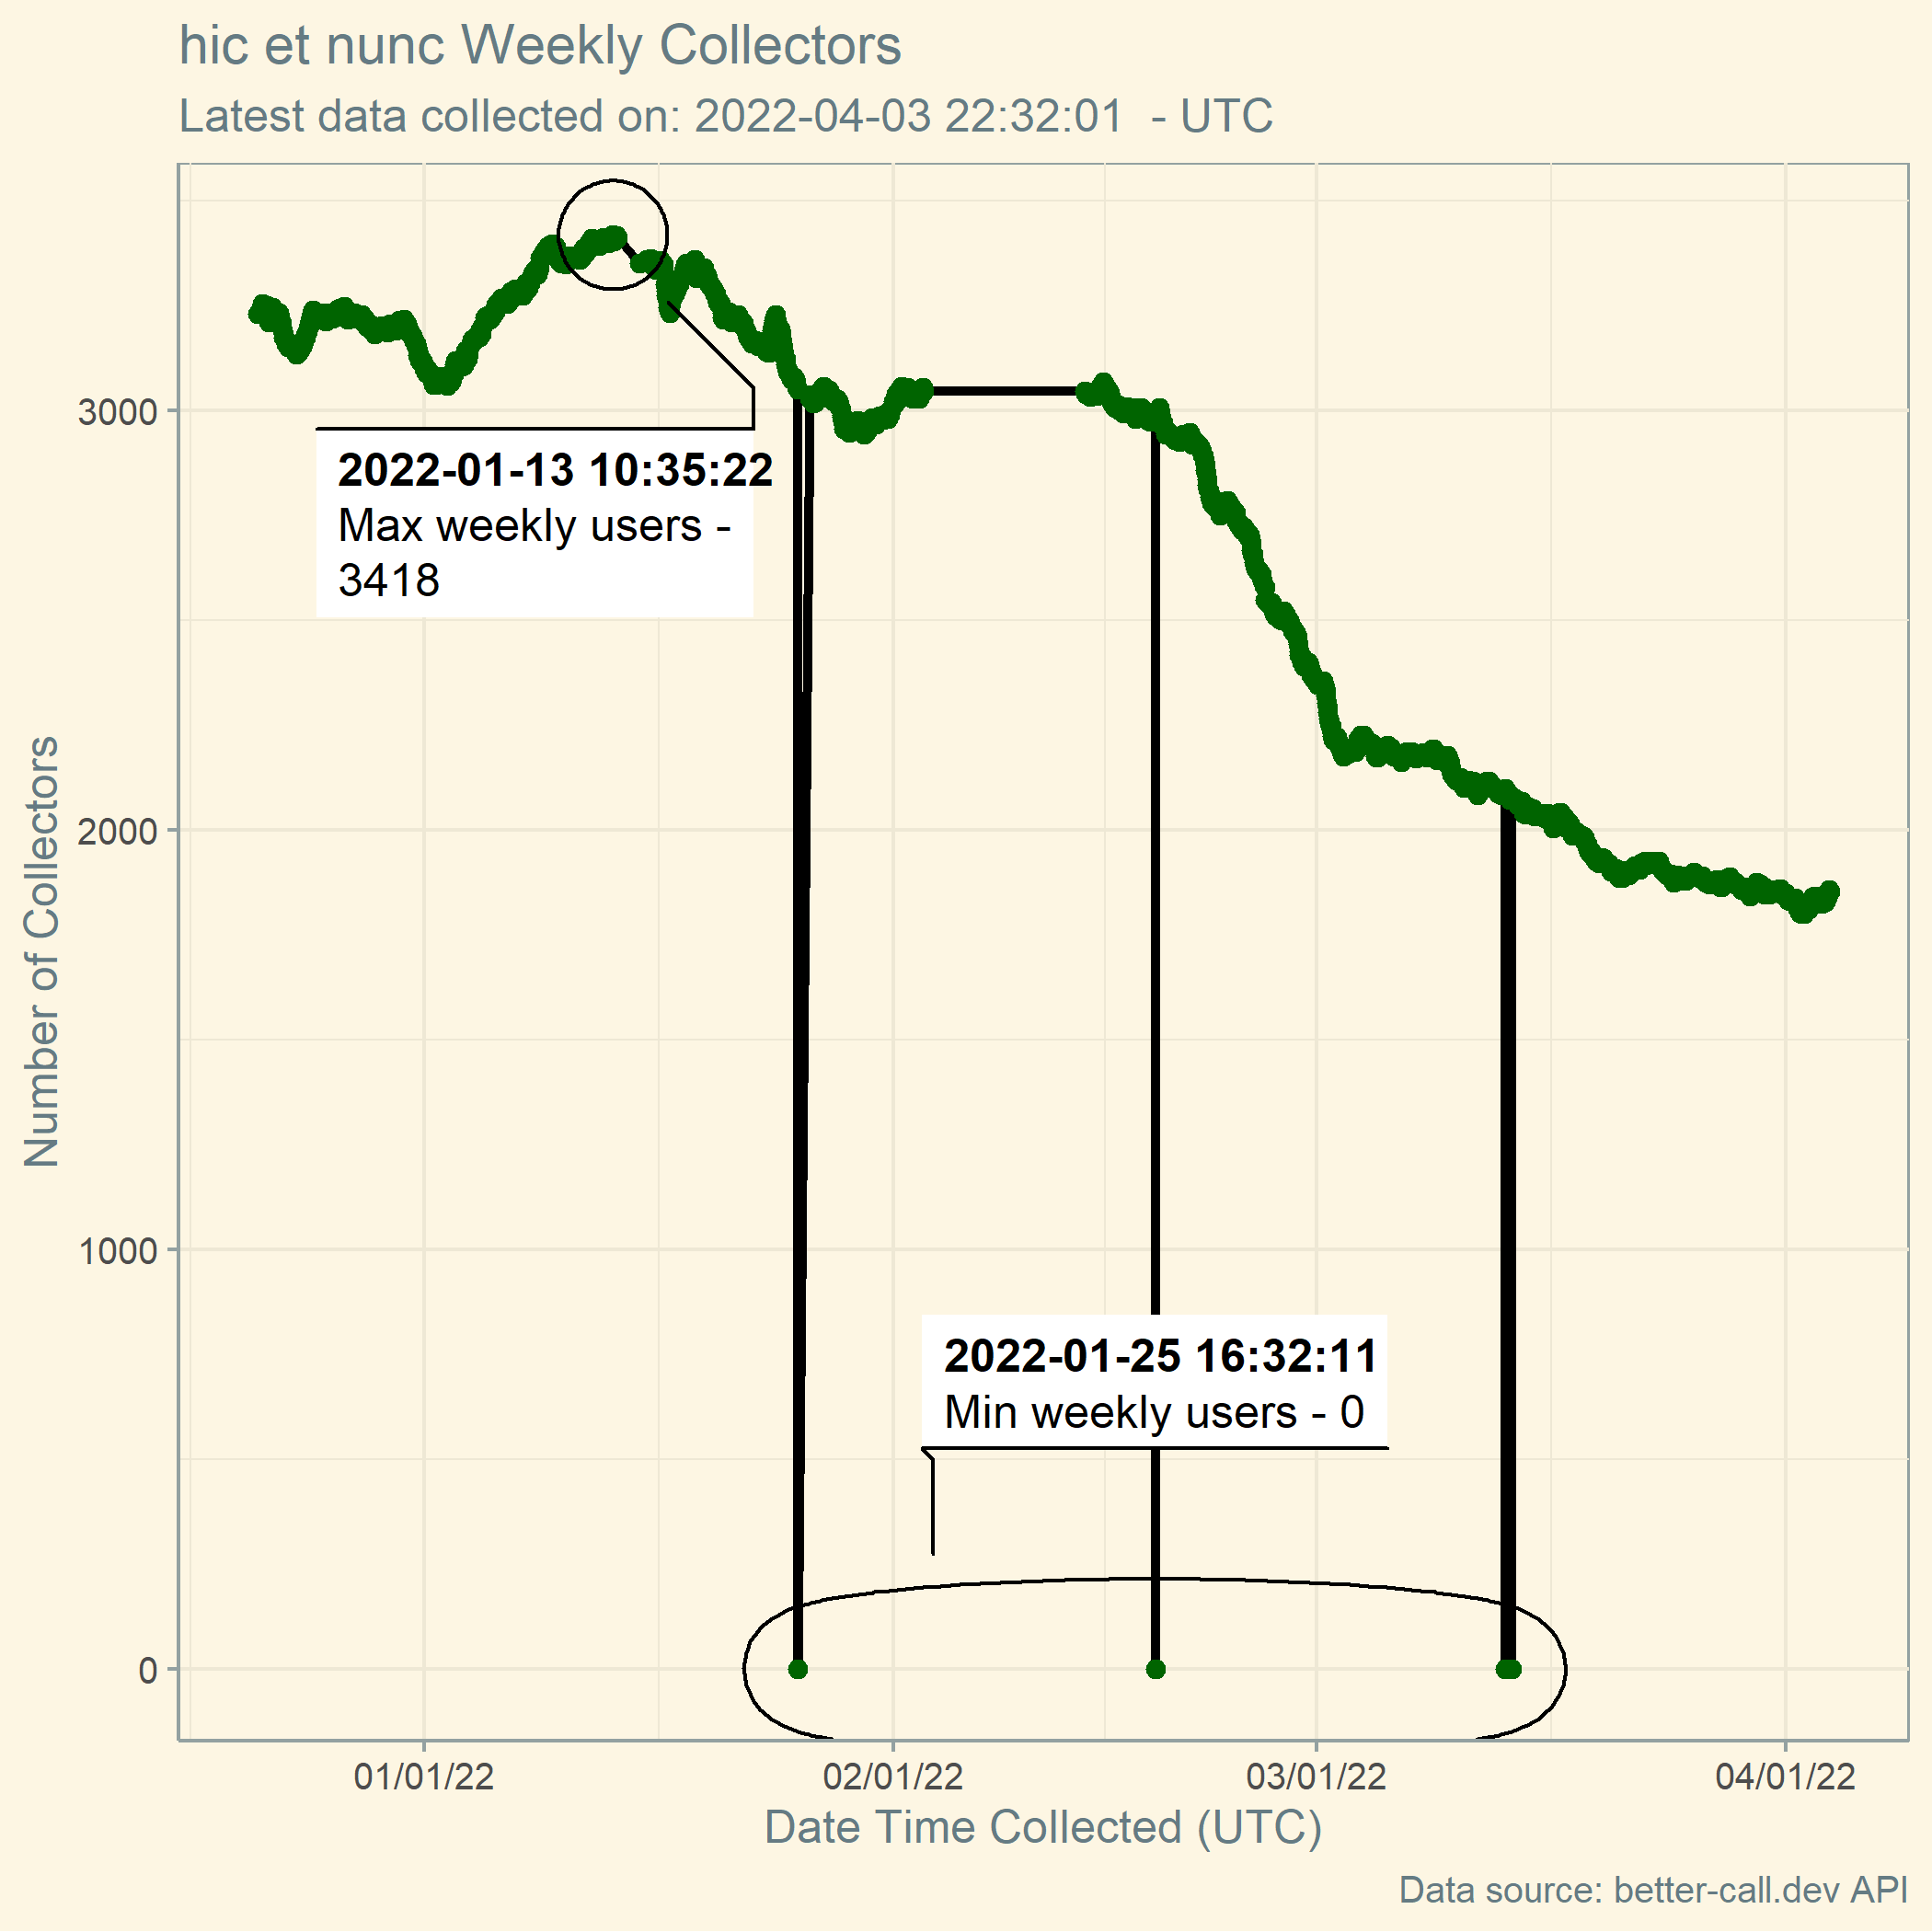 hic et nunc Weekly Collectors
Latest data collected on: 2022-04-03 22:32:01  - UTC
Number of Collectors
3000
2000
1000
0
2022-01-13 10:35:22
Max weekly users -
3418
2022-01-25 16:32:11
Min weekly users - 0
01/01/22
02/01/22
03/01/22
04/01/22
Date Time Collected (UTC)
Data source: better-call.dev API